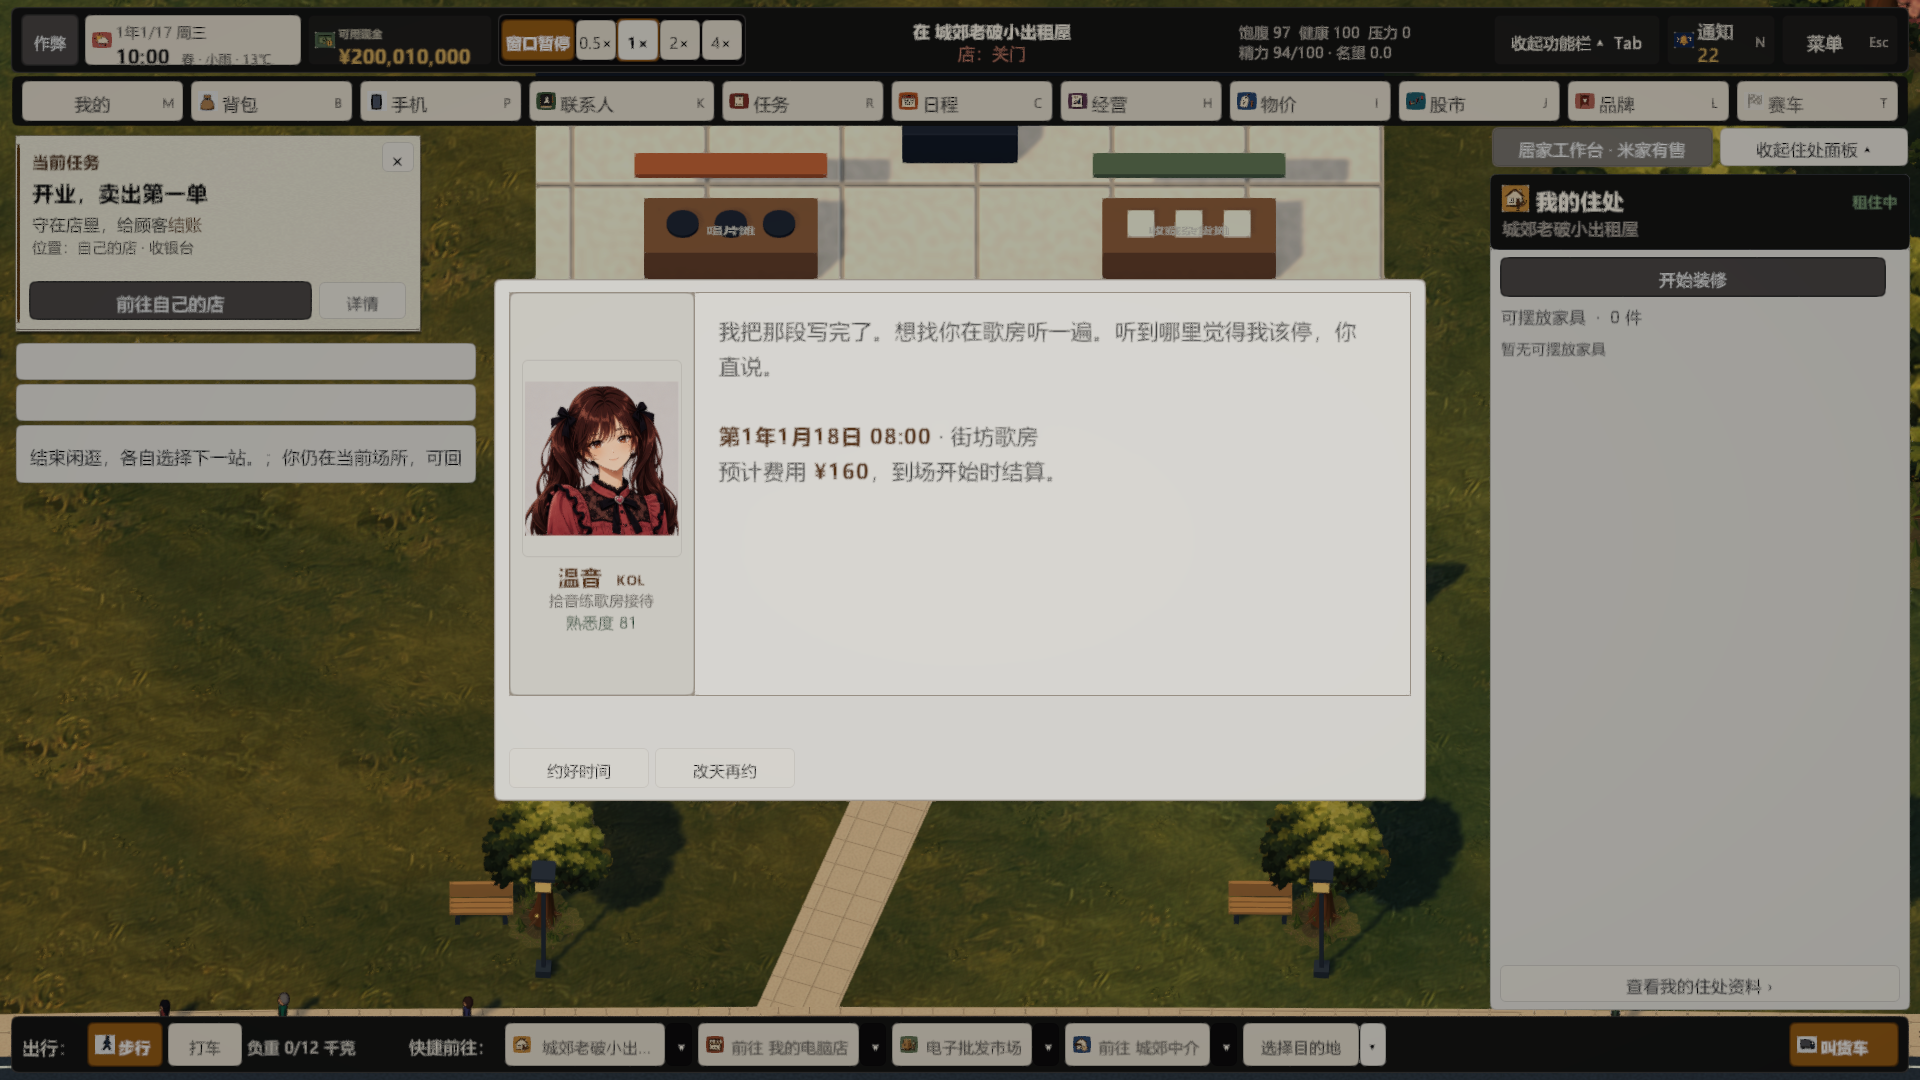 作弊
1年1/17 周三
10:00 春·小雨·13℃
可用现金
¥200,010,000
窗口暂停 0.5× 1× 2× 4×
在 城郊老破小出租屋
店：关门
饱腹 97 健康 100 压力 0
精力 94/100 · 名望 0.0
收起功能栏 ▴ Tab
通知
22
N
菜单 Esc
我的 M
背包 B
手机 P
联系人 K
任务 R
日程 C
经营 H
物价 I
股市 J
品牌 L
赛车 T
当前任务
×
开业，卖出第一单
守在店里，给顾客结账
位置：自己的店 · 收银台
前往自己的店
详情
结束闲逛，各自选择下一站。；你仍在当前场所，可回
唱片摊
居家工作台 · 米家有售
收起住处面板 ▴
我的住处
租住中
城郊老破小出租屋
开始装修
可摆放家具 · 0 件
暂无可摆放家具
查看我的住处资料 ›
我把那段写完了。想找你在歌房听一遍。听到哪里觉得我该停，你
直说。
第1年1月18日 08:00 · 街坊歌房
预计费用 ¥160，到场开始时结算。
温音 KOL
拾音练歌房接待
熟悉度 81
约好时间
改天再约
出行：
步行
打车
负重 0/12 千克
快捷前往：
城郊老破小出... ▾
前往 我的电脑店 ▾
电子批发市场 ▾
前往 城郊中介 ▾
选择目的地 ▾
叫货车